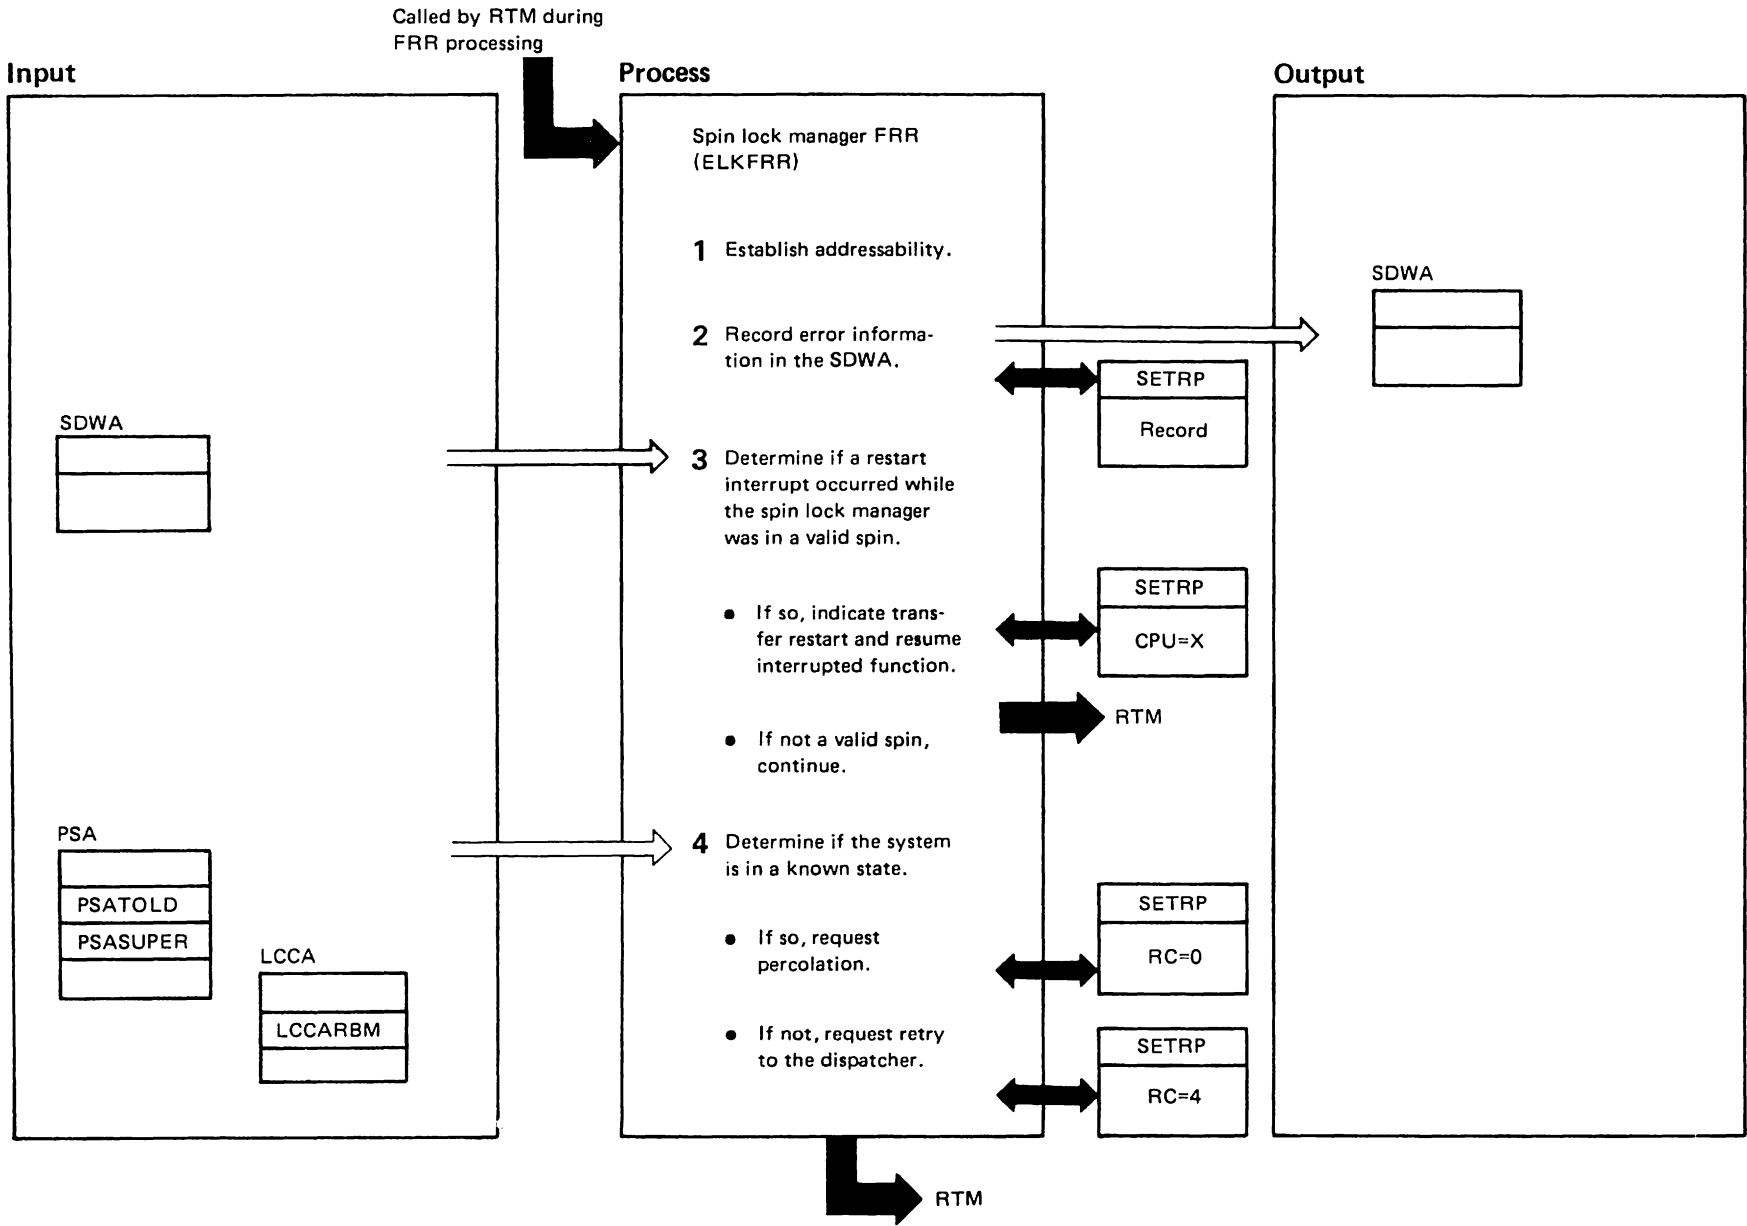 Called by RTM during
FRR processing
Input
Process
Output
Spin lock manager FRR
(ELKFRR)
1 Establish addressability.
2 Record error informa-
tion in the SDWA.
SDWA
SETRP
Record
SDWA
3 Determine if a restart
interrupt occurred while
the spin lock manager
was in a valid spin.
• If so, indicate trans-
fer restart and resume
interrupted function.
SETRP
CPU=X
RTM
• If not a valid spin,
continue.
PSA
PSATOLD
PSASUPER
LCCA
LCCARBM
4 Determine if the system
is in a known state.
• If so, request
percolation.
SETRP
RC=0
• If not, request retry
to the dispatcher.
SETRP
RC=4
RTM